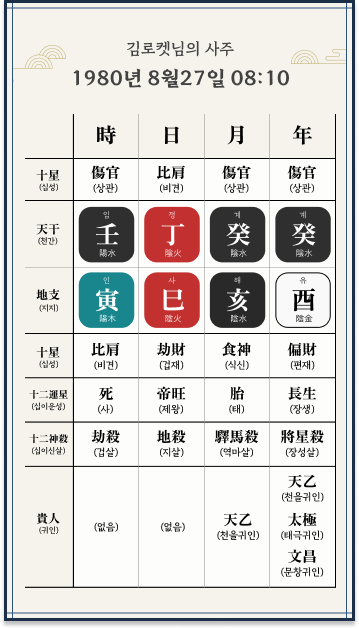 김로켓님의 사주
1980년 8월27일 08:10
時 日 月 年
十星 傷官 比肩 傷官 傷官
(십성) (상관) (비견) (상관) (상관)
임 정 계 계
天干 壬 丁 癸 癸
(천간) 陽水 陰火 陰水 陰水
인 사 해 유
地支 寅 巳 亥 酉
(지지) 陽木 陰火 陰水 陰金
十星 比肩 劫財 食神 偏財
(십성) (비견) (겁재) (식신) (편재)
十二運星 死 帝旺 胎 長生
(십이운성) (사) (제왕) (태) (장생)
十二神殺 劫殺 地殺 驛馬殺 將星殺
(십이신살) (겁살) (지살) (역마살) (장성살)
天乙
(천을귀인)
貴人 (없음) (없음) 天乙 太極
(귀인) (천을귀인) (태극귀인)
文昌
(문창귀인)